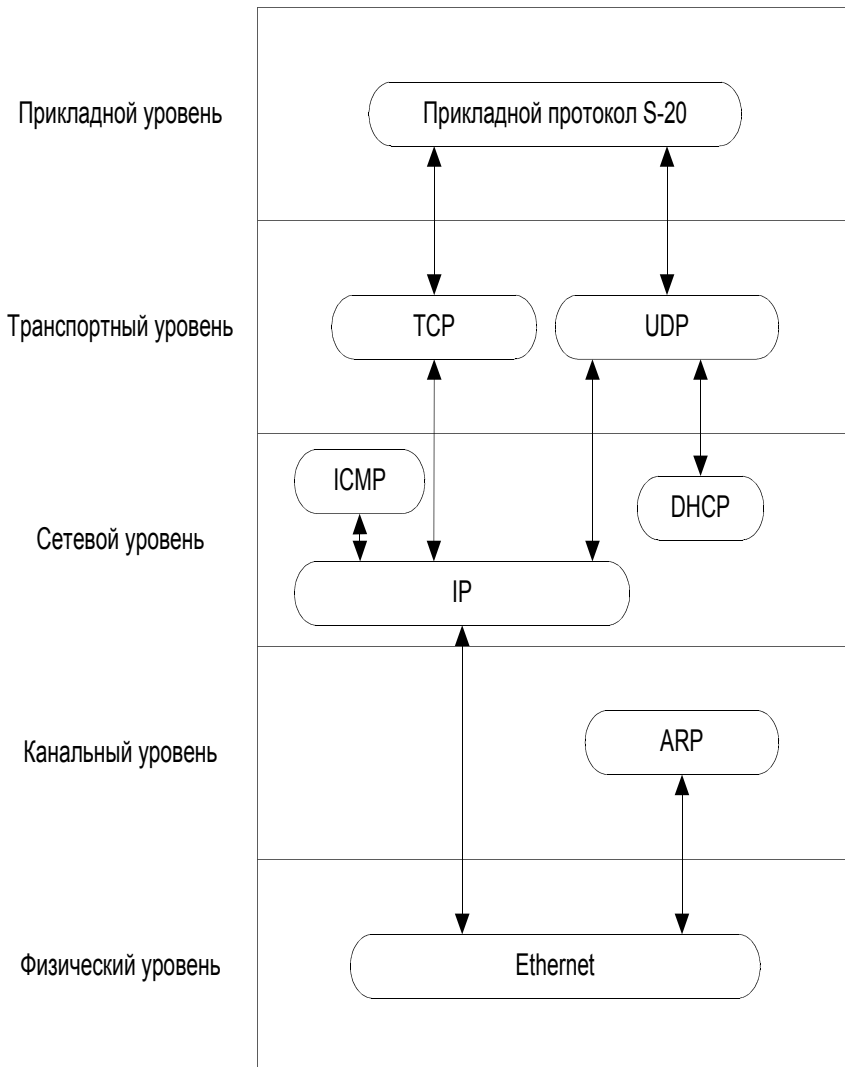 Прикладной уровень
Прикладной протокол S-20
Транспортный уровень
TCP
UDP
ICMP
DHCP
Сетевой уровень
IP
Канальный уровень
ARP
Физический уровень
Ethernet